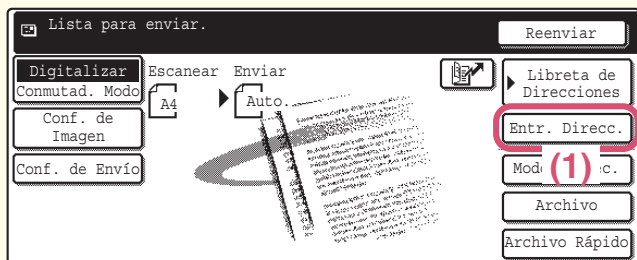 Lista para enviar.
Reenviar
Digitalizar
Conmutad. Modo
Escanear
Enviar
A4
Auto.
Conf. de
Imagen
Conf. de Envío
Libreta de
Direcciones
Entr. Direcc.
(1)
Archivo
Archivo Rápido